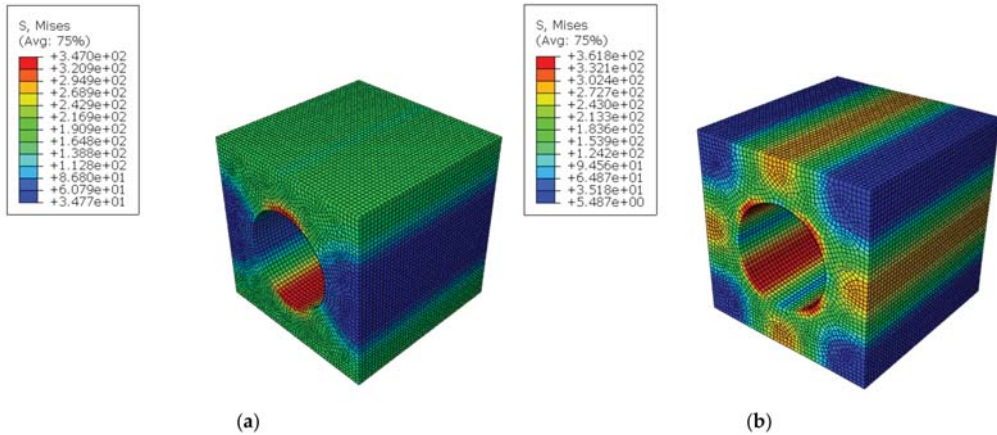 S, Mises
(Avg: 75%)
+3.470e+02
+3.209e+02
+2.949e+02
+2.689e+02
+2.429e+02
+2.169e+02
+1.909e+02
+1.648e+02
+1.388e+02
+1.128e+02
+8.680e+01
+6.079e+01
+3.477e+01
S, Mises
(Avg: 75%)
+3.618e+02
+3.321e+02
+3.024e+02
+2.727e+02
+2.430e+02
+2.133e+02
+1.836e+02
+1.539e+02
+1.242e+02
+9.456e+01
+6.487e+01
+3.518e+01
+5.487e+00
(a)
(b)